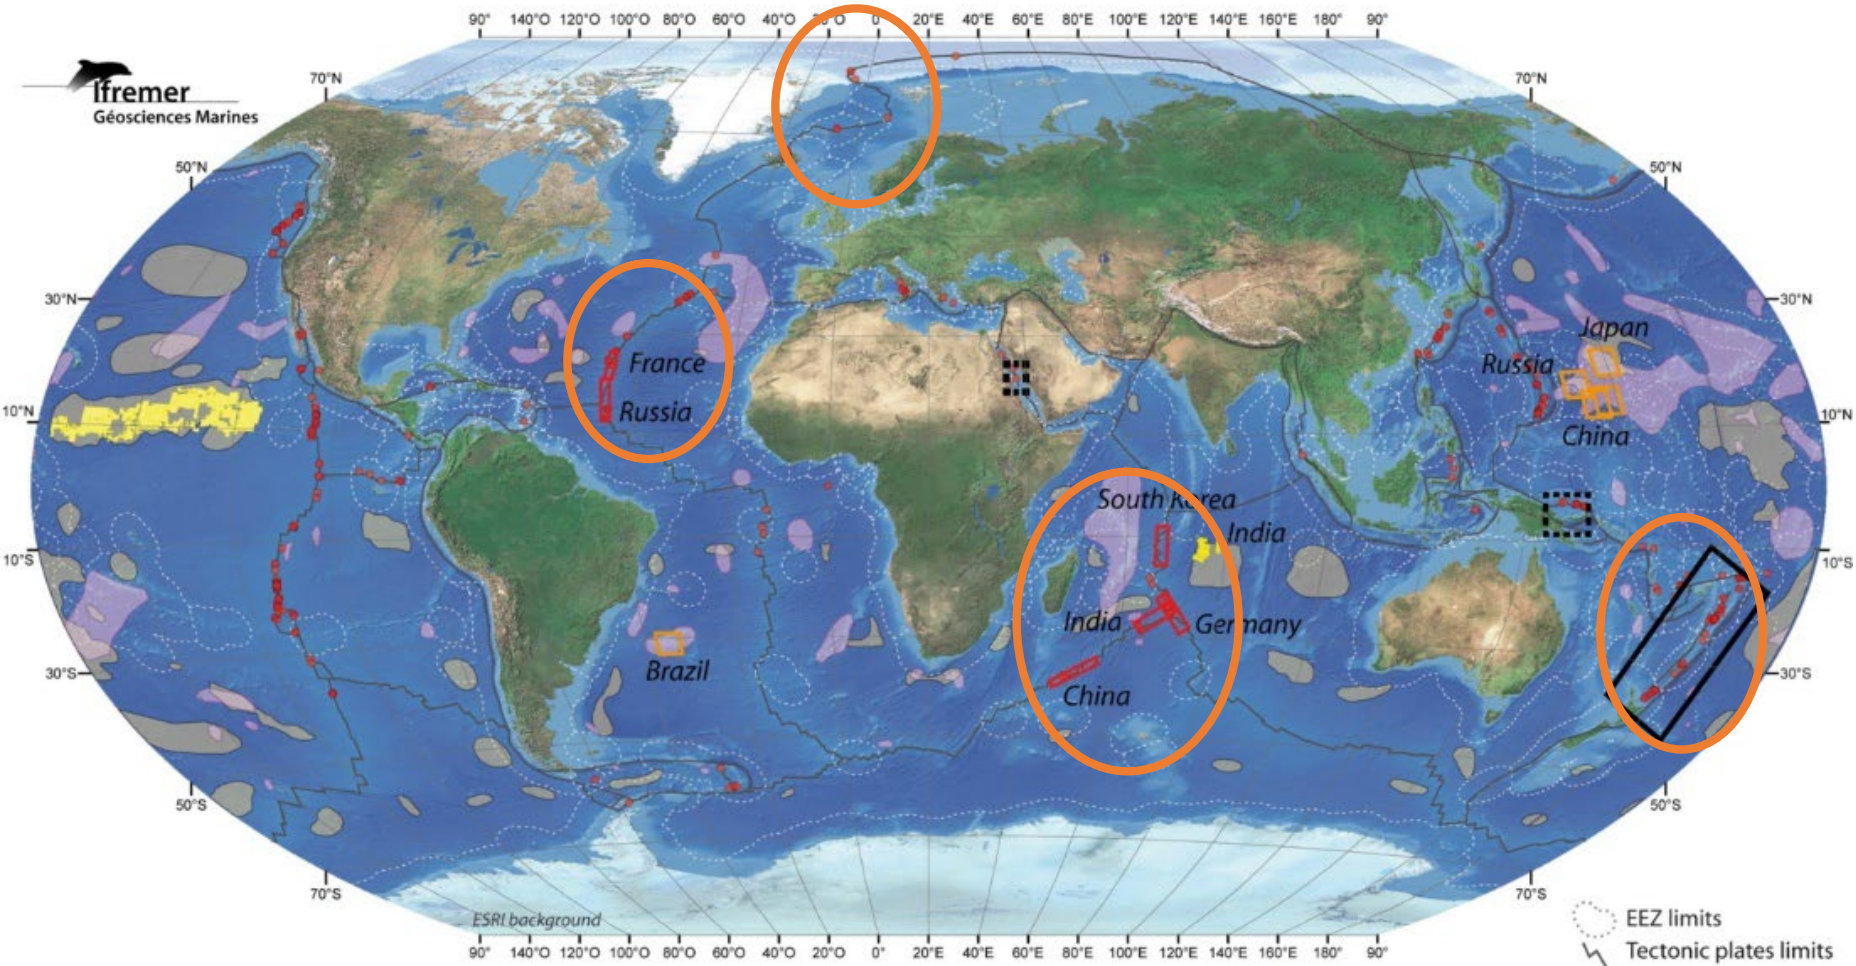 90° 140°O 120°O 100°O 80°O 60°O 40°O 20°O 0° 20°E 40°E 60°E 80°E 100°E 120°E 140°E 160°E 90°
Ifremer
Géosciences Marines
70°N 70°N
50°N 50°N
30°N 30°N
Japan
France Russia
Russia
10°N 10°N
China
South Korea
India
10°S 10°S
India Germany
Brazil
30°S 30°S
China
50°S 50°S
70°S 70°S
ESRI background
EEZ limits
90° 140°O 120°O 100°O 80°O 60°O 40°O 20°O 0° 20°E 40°E 60°E 80°E 100°E 120°E 140°E 160°E 90°
Tectonic plates limits